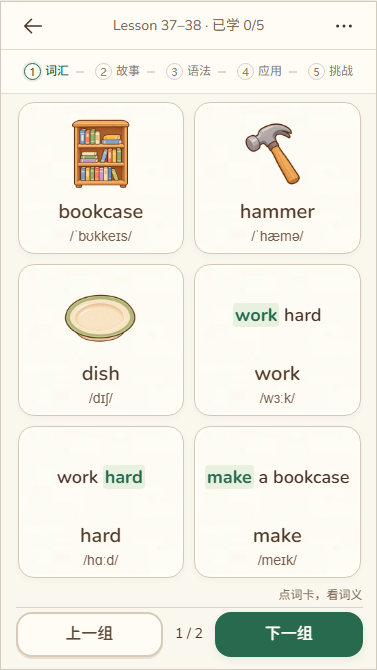 Lesson 37–38 · 已学 0/5
1 词汇 2 故事 3 语法 4 应用 5 挑战
bookcase
/ˈbʊkkeɪs/
hammer
/ˈhæmə/
dish
/dɪʃ/
work hard
work
/wɜːk/
work hard
hard
/hɑːd/
make a bookcase
make
/meɪk/
点词卡，看词义
上一组 1 / 2 下一组